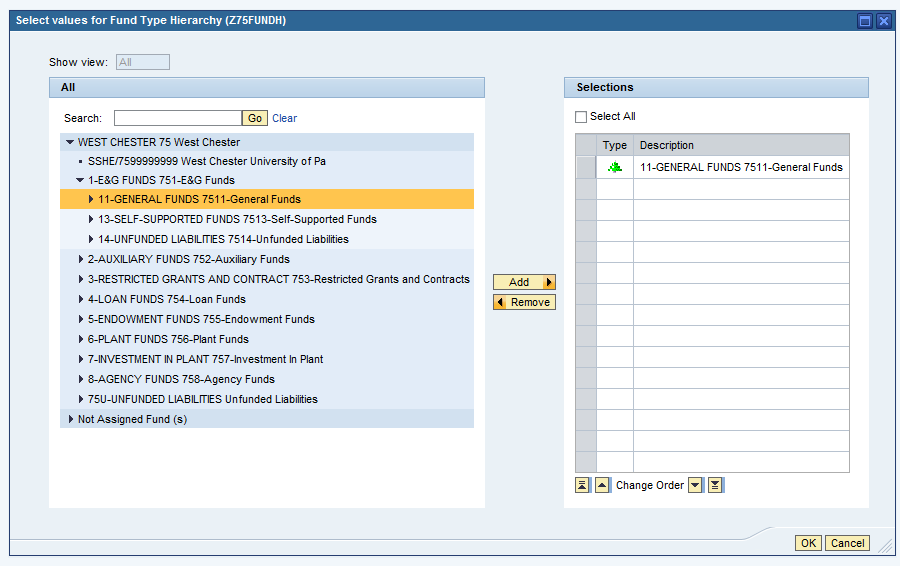 Select values for Fund Type Hierarchy (Z75FUNDH)
Show view: All
All
Search: Go Clear
WEST CHESTER 75 West Chester
SSHE/7599999999 West Chester University of Pa
1-E&G FUNDS 751-E&G Funds
11-GENERAL FUNDS 7511-General Funds
13-SELF-SUPPORTED FUNDS 7513-Self-Supported Funds
14-UNFUNDED LIABILITIES 7514-Unfunded Liabilities
2-AUXILIARY FUNDS 752-Auxiliary Funds
3-RESTRICTED GRANTS AND CONTRACT 753-Restricted Grants and Contracts
4-LOAN FUNDS 754-Loan Funds
5-ENDOWMENT FUNDS 755-Endowment Funds
6-PLANT FUNDS 756-Plant Funds
7-INVESTMENT IN PLANT 757-Investment In Plant
8-AGENCY FUNDS 758-Agency Funds
75U-UNFUNDED LIABILITIES Unfunded Liabilities
Not Assigned Fund (s)
Add
Remove
Selections
Select All
Type Description
11-GENERAL FUNDS 7511-General Funds
Change Order
OK Cancel